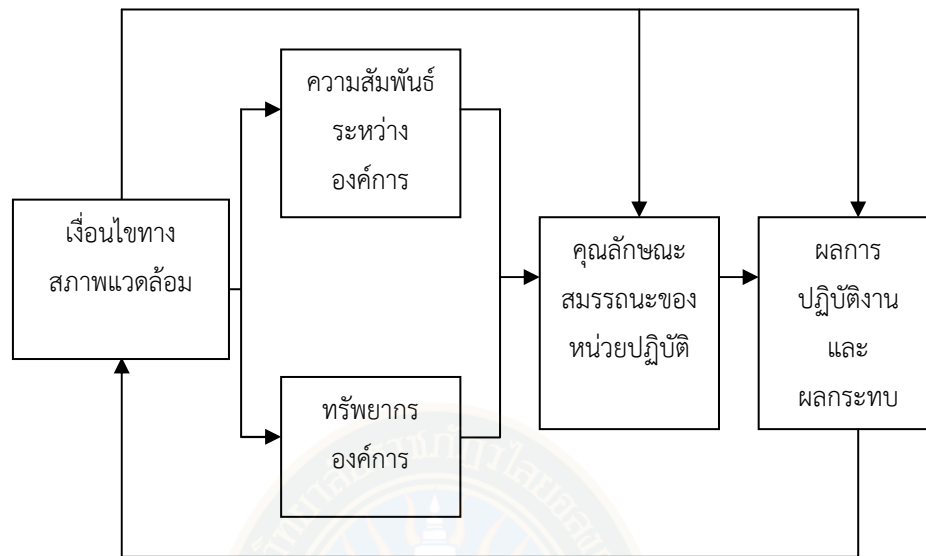 ความสัมพันธ์
ระหว่าง
องค์การ
เงื่อนไขทาง
สภาพแวดล้อม
คุณลักษณะ
สมรรถนะของ
หน่วยปฏิบัติ
ผลการ
ปฏิบัติงาน
และ
ผลกระทบ
ทรัพยากร
องค์การ